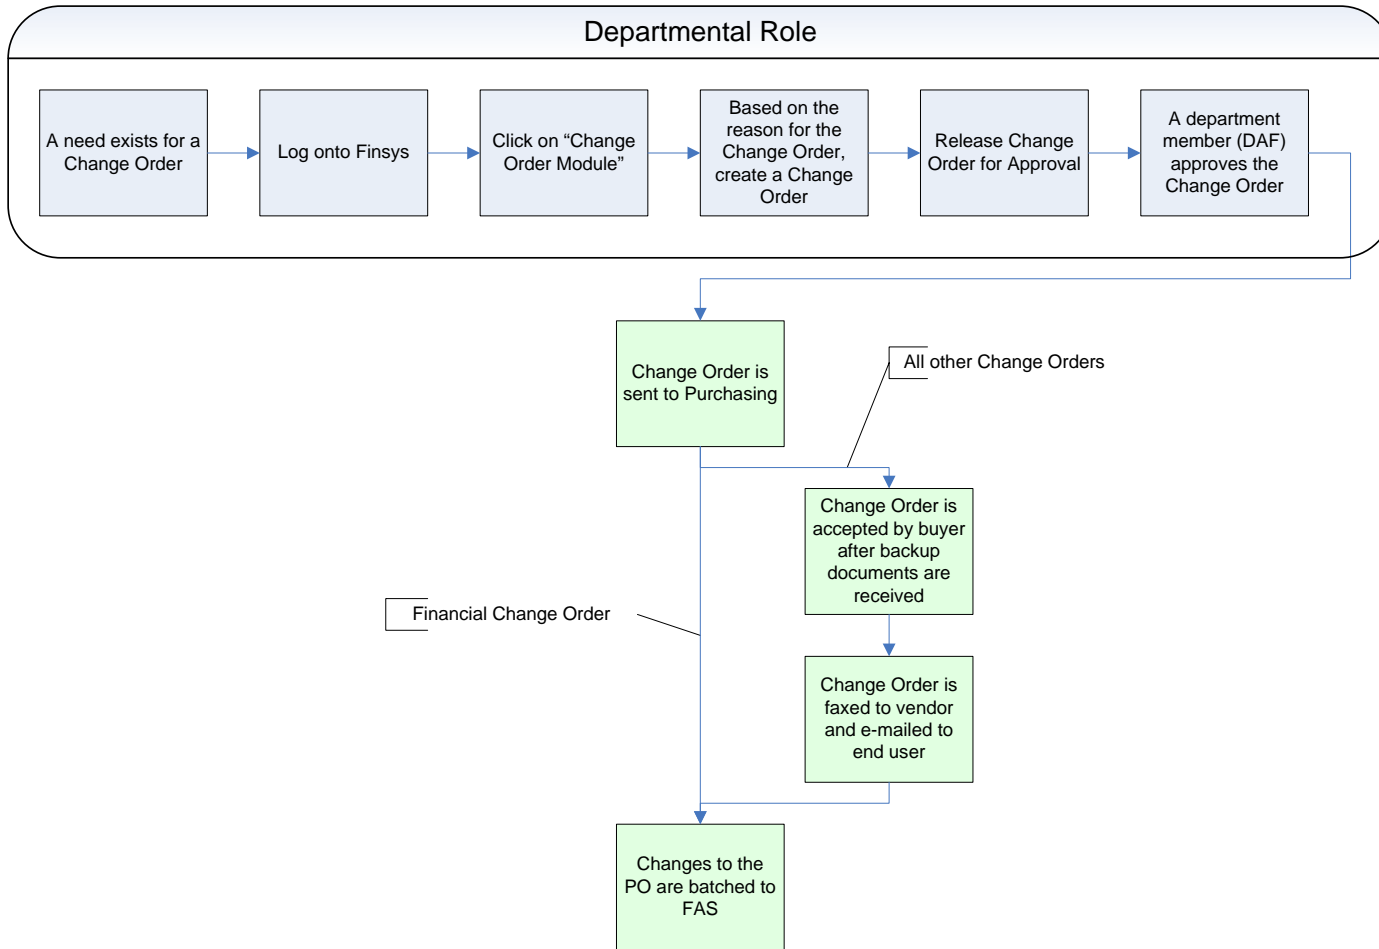 Departmental Role
A need exists for a
Change Order
Log onto Finsys
Click on “Change
Order Module”
Based on the
reason for the
Change Order,
create a Change
Order
Release Change
Order for Approval
A department
member (DAF)
approves the
Change Order
Change Order is
sent to Purchasing
All other Change Orders
Change Order is
accepted by buyer
after backup
documents are
received
Financial Change Order
Change Order is
faxed to vendor
and e-mailed to
end user
Changes to the
PO are batched to
FAS